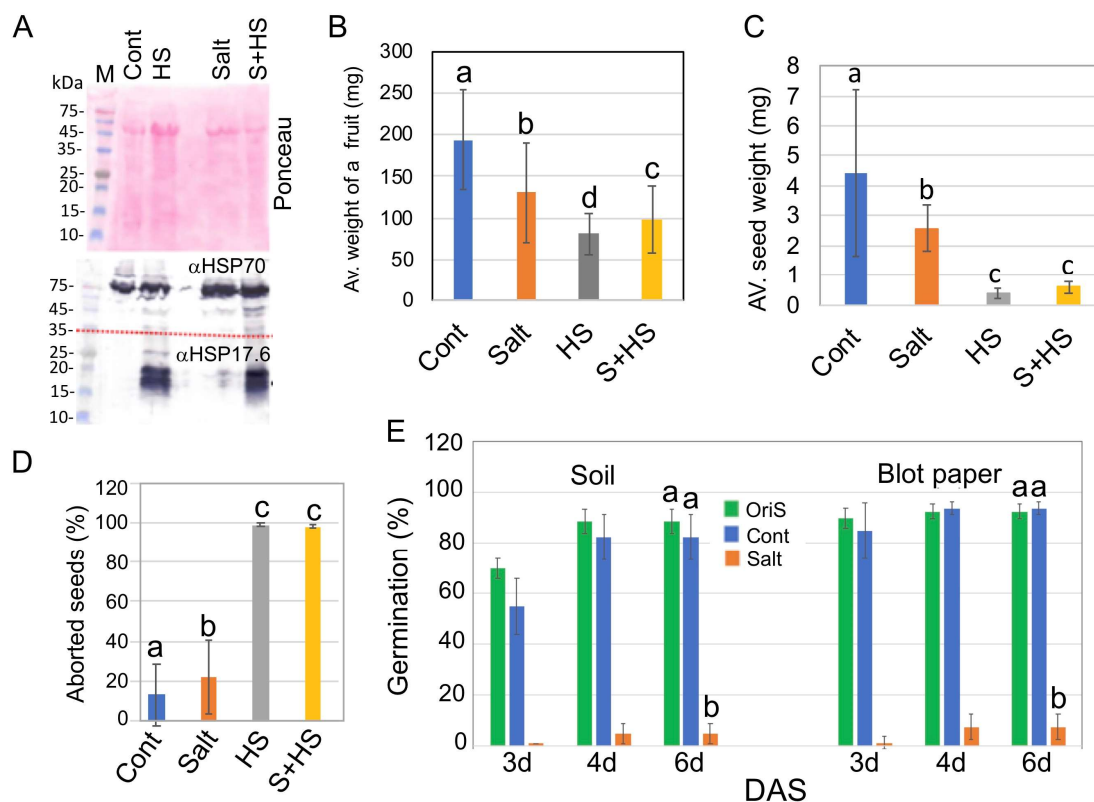 A
Cont
HS
Salt
S+HS
kDa
M
75-
45-
35-
25-
20-
15-
10-
Ponceau
αHSP70
75-
45-
35-
25-
αHSP17.6
20-
15-
10-
B
Av. weight of a fruit (mg)
300
250
200
150
100
50
0
a
b
d
c
Cont
Salt
HS
S+HS
C
AV. seed weight (mg)
8
7
6
5
4
3
2
1
0
a
b
c
c
Cont
Salt
HS
S+HS
D
Aborted seeds (%)
120
100
80
60
40
20
0
a
b
c
c
Cont
Salt
HS
S+HS
E
Germination (%)
120
100
80
60
40
20
0
Soil
Blot paper
OriS
Cont
Salt
a a
b
a a
b
3d 4d 6d 3d 4d 6d
DAS